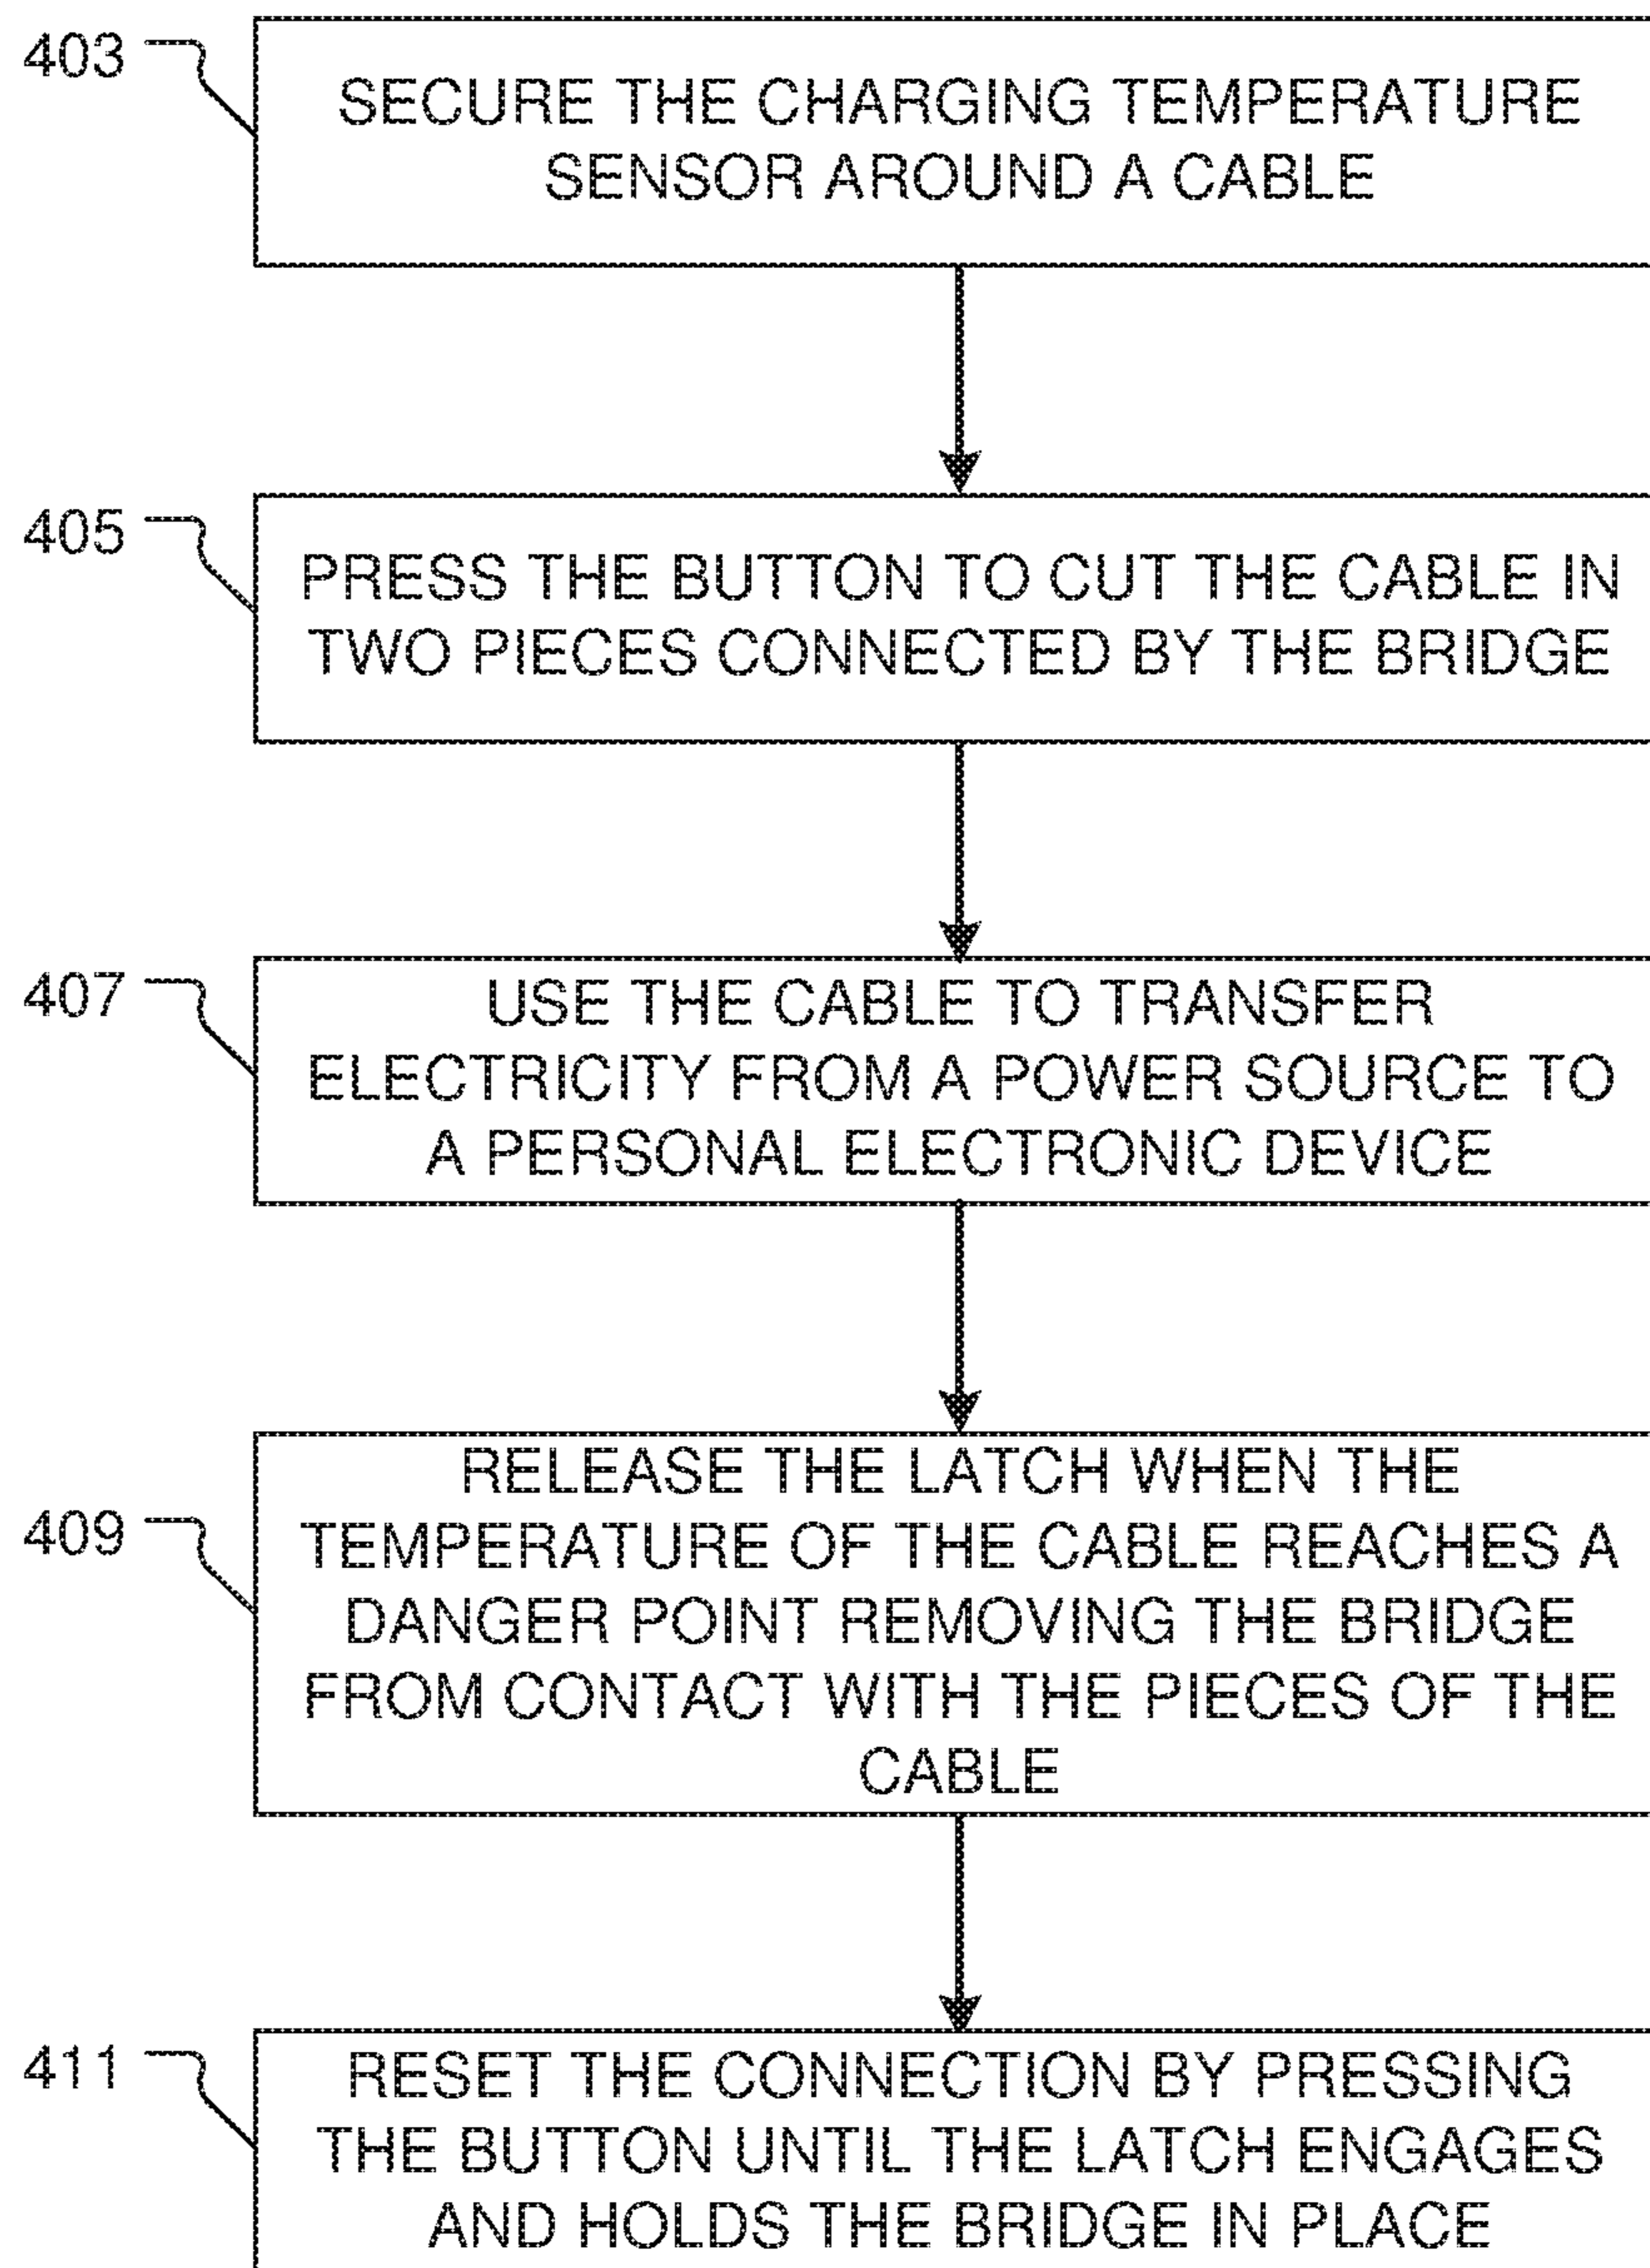 403
SECURE THE CHARGING TEMPERATURE
SENSOR AROUND A CABLE
405
PRESS THE BUTTON TO CUT THE CABLE IN
TWO PIECES CONNECTED BY THE BRIDGE
407
USE THE CABLE TO TRANSFER
ELECTRICITY FROM A POWER SOURCE TO
A PERSONAL ELECTRONIC DEVICE
409
RELEASE THE LATCH WHEN THE
TEMPERATURE OF THE CABLE REACHES A
DANGER POINT REMOVING THE BRIDGE
FROM CONTACT WITH THE PIECES OF THE
CABLE
411
RESET THE CONNECTION BY PRESSING
THE BUTTON UNTIL THE LATCH ENGAGES
AND HOLDS THE BRIDGE IN PLACE